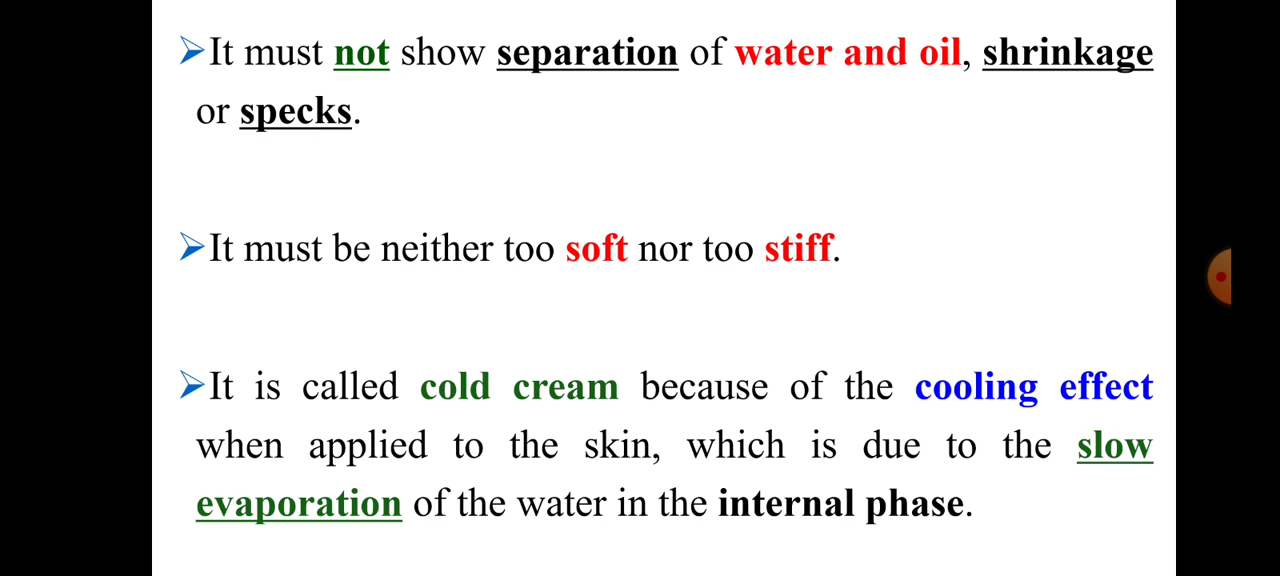 ➢It must not show separation of water and oil, shrinkage
or specks.
➢It must be neither too soft nor too stiff.
➢It is called cold cream because of the cooling effect
when applied to the skin, which is due to the slow
evaporation of the water in the internal phase.